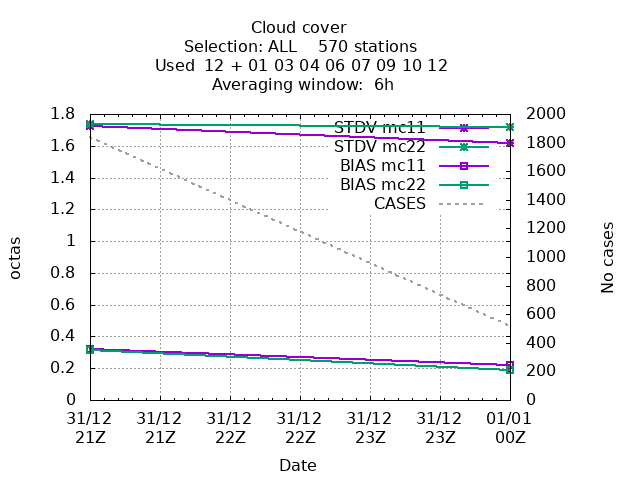 Cloud cover
Selection: ALL 570 stations
Used 12 + 01 03 04 06 07 09 10 12
Averaging window: 6h
1.8
1.6
1.4
1.2
1
0.8
0.6
0.4
0.2
0
2000
1800
1600
1400
1200
1000
800
600
400
200
0
STDV mc11
STDV mc22
BIAS mc11
BIAS mc22
CASES
octas
No cases
31/12 31/12 31/12 31/12 31/12 31/12 01/01
21Z 21Z 22Z 22Z 23Z 23Z 00Z
Date